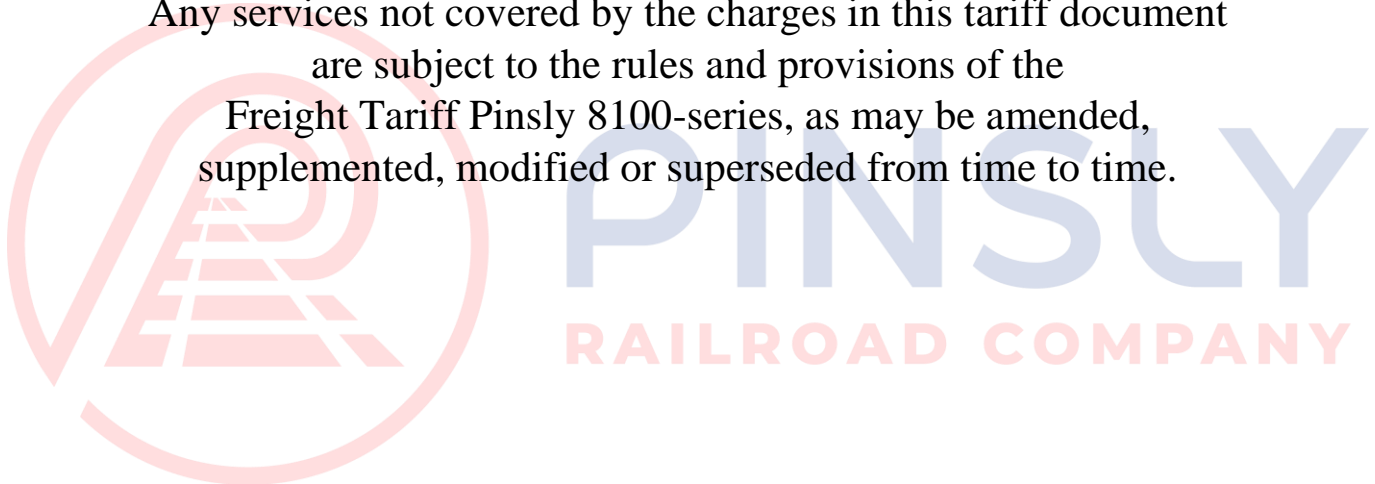 Any services not covered by the charges in this tariff document
are subject to the rules and provisions of the
Freight Tariff Pinsly 8100-series, as may be amended,
supplemented, modified or superseded from time to time.
PINSLY
RAILROAD COMPANY